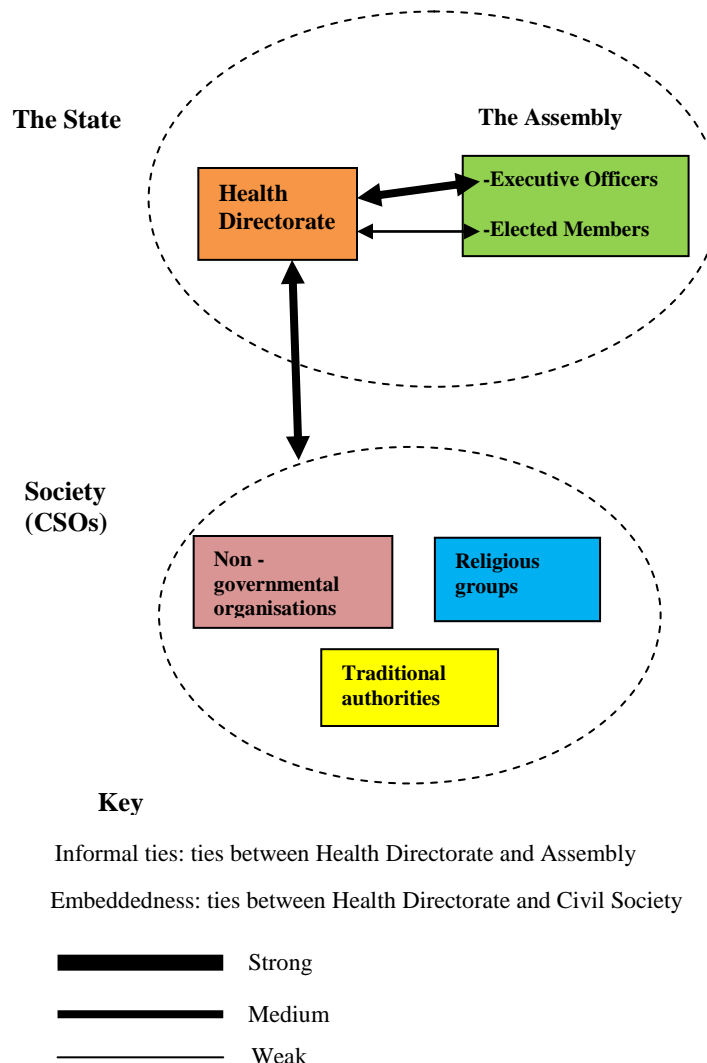 The State
The Assembly
Health
Directorate
-Executive Officers
-Elected Members
Society
(CSOs)
Non -
governmental
organisations
Religious
groups
Traditional
authorities
Key
Informal ties: ties between Health Directorate and Assembly
Embeddedness: ties between Health Directorate and Civil Society
Strong
Medium
Weak